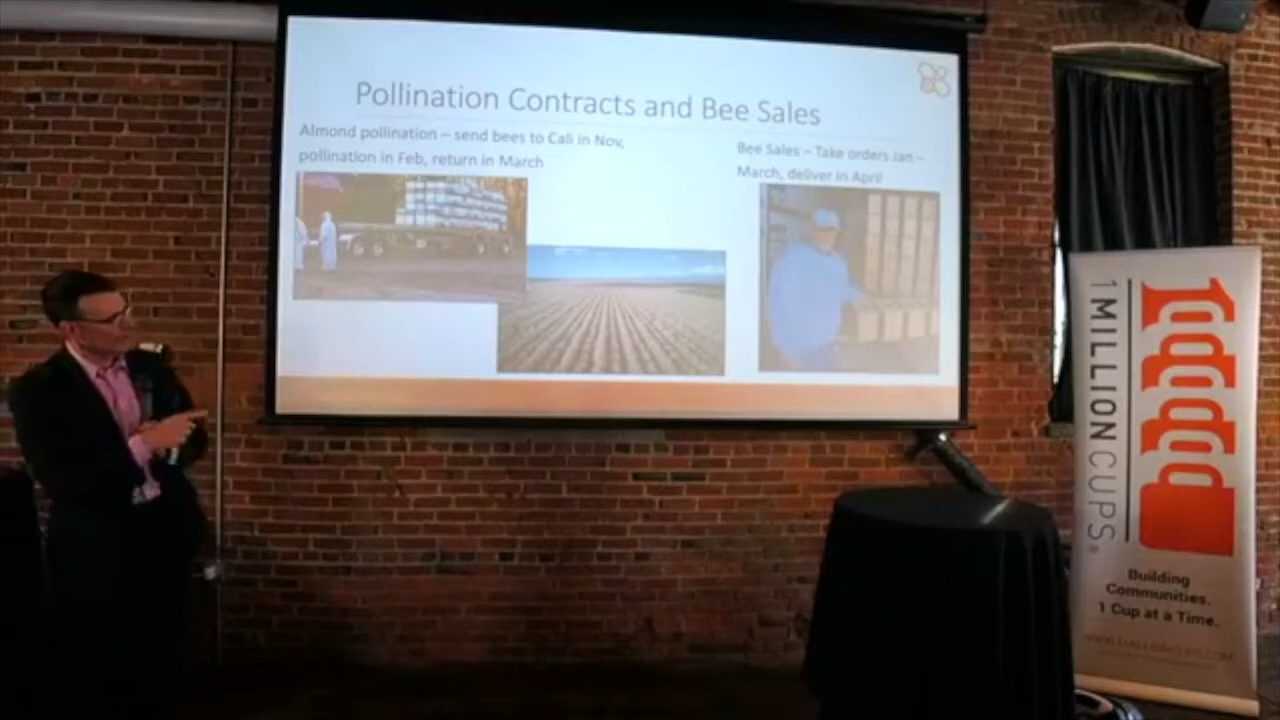 Pollination Contracts and Bee Sales
Almond pollination – send bees to Cali in Nov,
pollination in Feb, return in March
Bee Sales – Take orders Jan –
March, deliver in April
1 MILLION CUPS®
Building
Communities.
1 Cup at a Time.